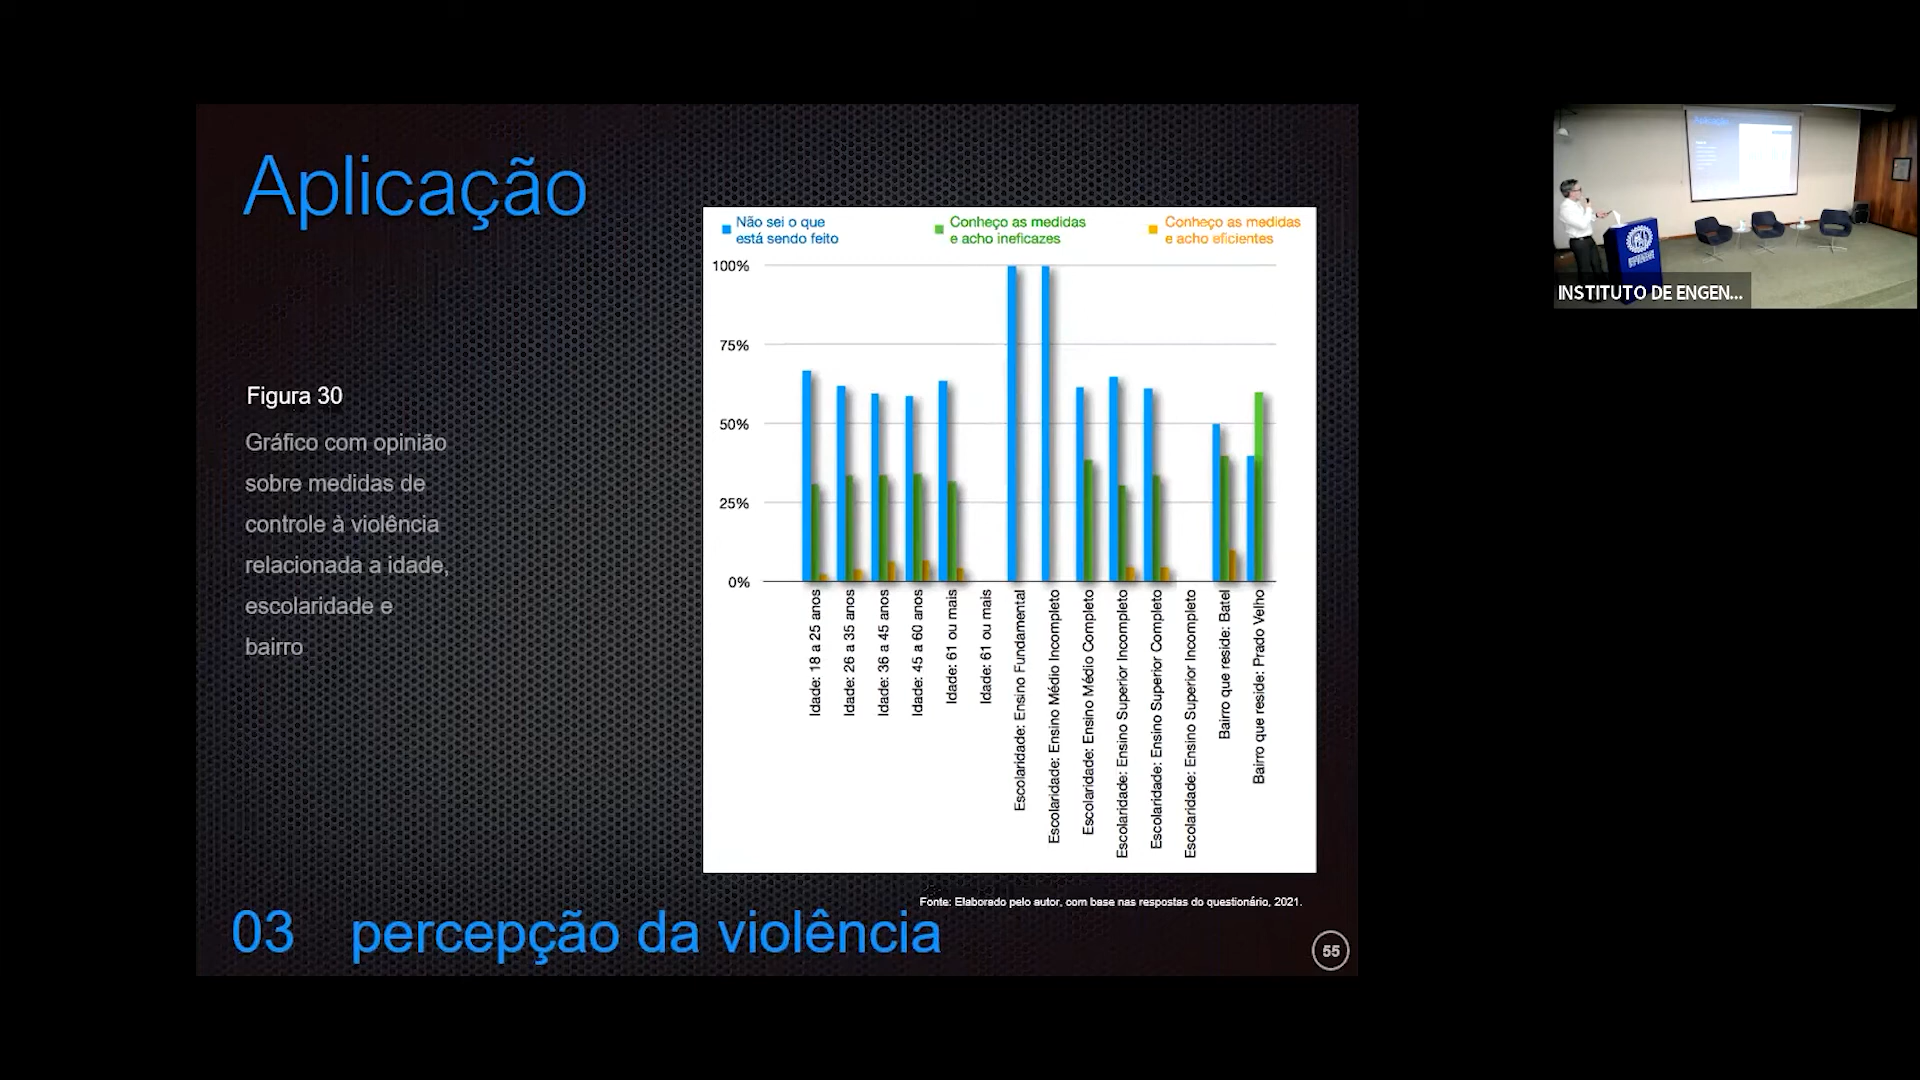 Aplicação
Figura 30
Gráfico com opinião
sobre medidas de
controle à violência
relacionada a idade,
escolaridade e
bairro
Não sei o que
está sendo feito
Conheço as medidas
e acho ineficazes
Conheço as medidas
e acho eficientes
100%
75%
50%
25%
0%
Idade: 18 a 25 anos
Idade: 26 a 35 anos
Idade: 36 a 45 anos
Idade: 45 a 60 anos
Idade: 61 ou mais
Idade: 61 ou mais
Escolaridade: Ensino Fundamental
Escolaridade: Ensino Médio Incompleto
Escolaridade: Ensino Médio Completo
Escolaridade: Ensino Superior Incompleto
Escolaridade: Ensino Superior Completo
Escolaridade: Ensino Superior Incompleto
Bairro que reside: Batel
Bairro que reside: Prado Velho
Fonte: Elaborado pelo autor, com base nas respostas do questionário, 2021.
03 percepção da violência
55
INSTITUTO DE ENGEN...